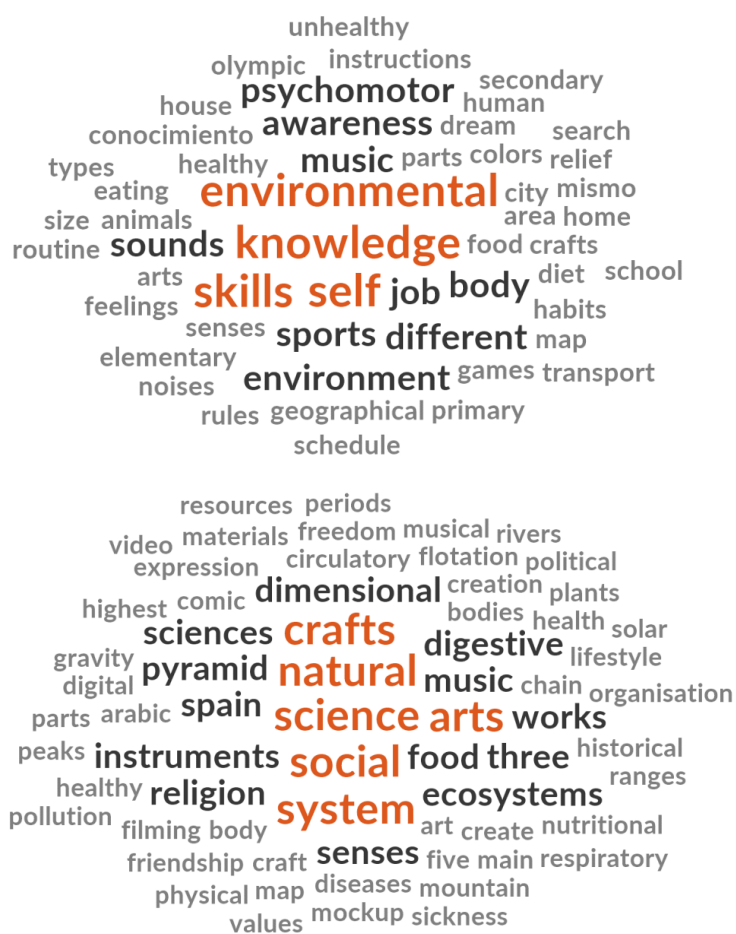 unhealthy
olympic instructions
psychomotor secondary
house human
conocimiento awareness dream search
types healthy music parts colors relief
eating environmental city mismo
size animals area home
routine sounds knowledge food crafts
arts skills self job body diet school
feelings habits
senses sports different map
elementary
noises environment games transport
rules geographical primary
schedule
resources periods
video materials freedom musical rivers
expression circulatory flotation political
highest comic dimensional creation plants
sciences crafts bodies health solar
gravity pyramid natural digestive lifestyle
digital music chain organisation
parts arabic spain science arts works
peaks instruments social food three historical
ranges
healthy religion system ecosystems
pollution filming body art create nutritional
friendship craft senses five main respiratory
physical map diseases mountain
values mockup sickness